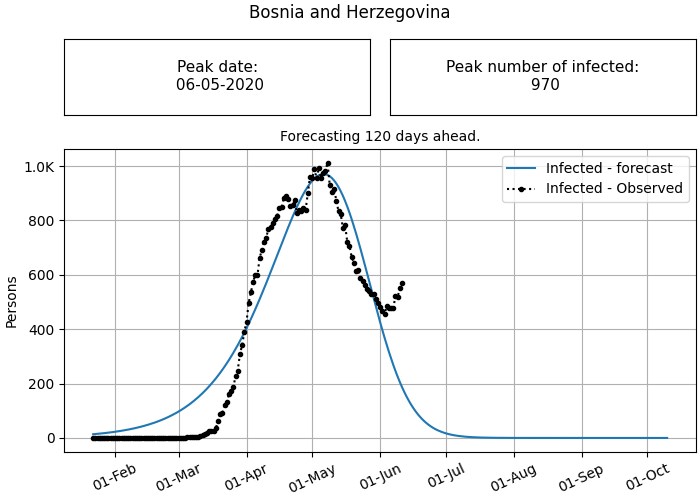 Bosnia and Herzegovina
Peak date:
06-05-2020
Peak number of infected:
970
Forecasting 120 days ahead.
Infected - forecast
Infected - Observed
Persons
1.0K
800
600
400
200
0
01-Feb
01-Mar
01-Apr
01-May
01-Jun
01-Jul
01-Aug
01-Sep
01-Oct